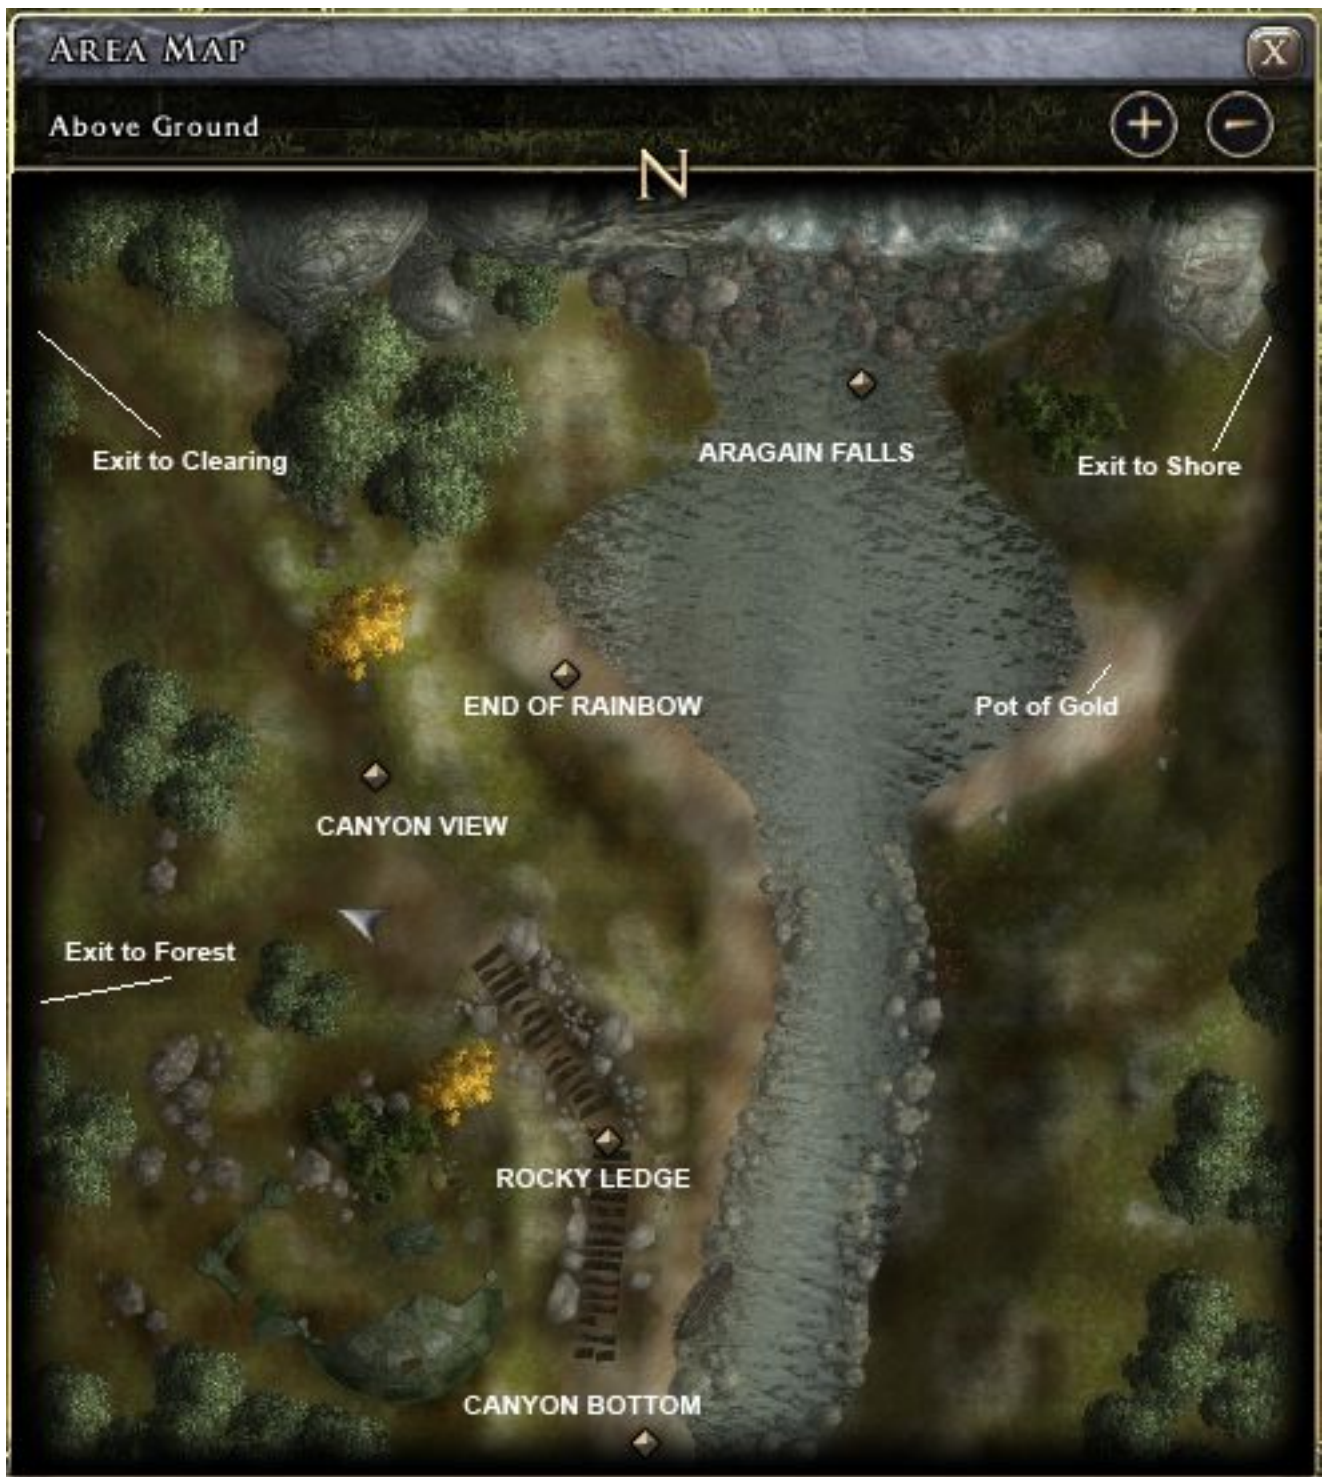 AREA MAP
X
Above Ground
+ -
N
Exit to Clearing
ARAGAIN FALLS
Exit to Shore
END OF RAINBOW
Pot of Gold
CANYON VIEW
Exit to Forest
ROCKY LEDGE
CANYON BOTTOM